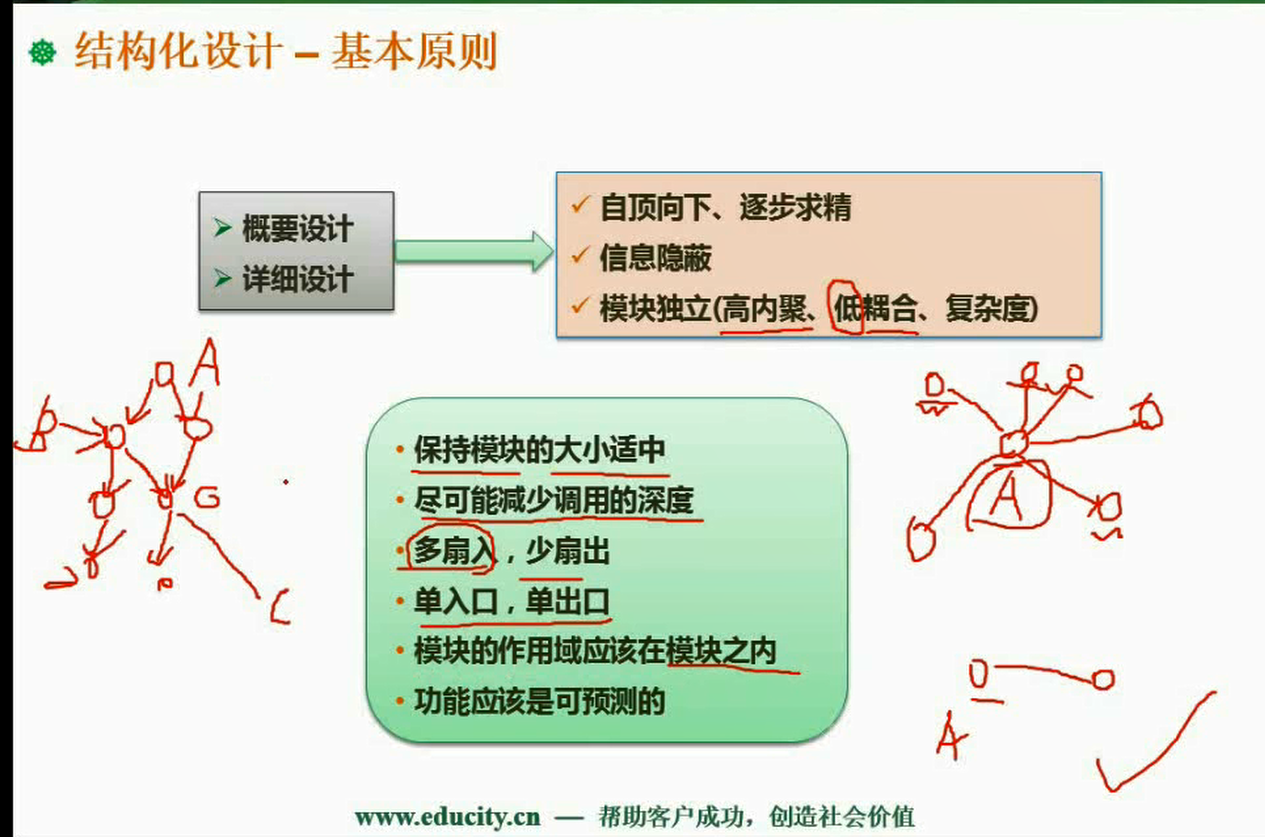 结构化设计 – 基本原则
概要设计
详细设计
自顶向下、逐步求精
信息隐蔽
模块独立(高内聚、低耦合、复杂度)
A
G
C
保持模块的大小适中
尽可能减少调用的深度
多扇入，少扇出
单入口，单出口
模块的作用域应该在模块之内
功能应该是可预测的
A
A
www.educity.cn — 帮助客户成功，创造社会价值